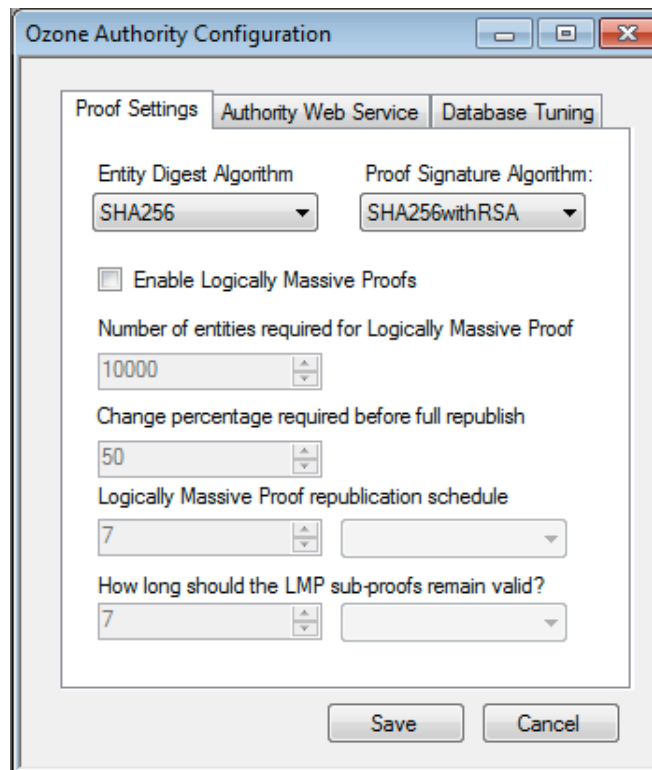 Ozone Authority Configuration
Proof Settings Authority Web Service Database Tuning
Entity Digest Algorithm Proof Signature Algorithm:
SHA256 SHA256withRSA
Enable Logically Massive Proofs
Number of entities required for Logically Massive Proof
10000
Change percentage required before full republish
50
Logically Massive Proof republication schedule
7
How long should the LMP sub-proofs remain valid?
7
Save Cancel